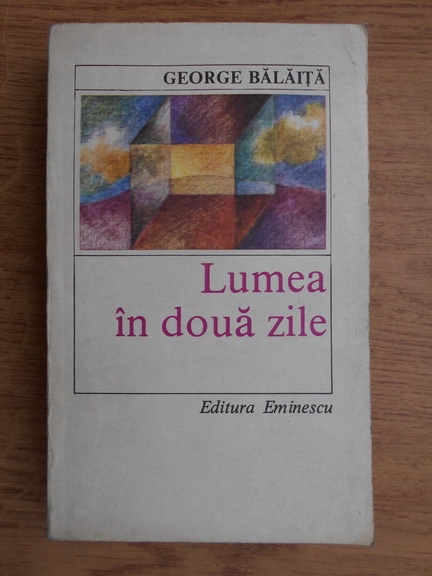 GEORGE BĂLĂIȚĂ
Lumea
în două zile
Editura Eminescu